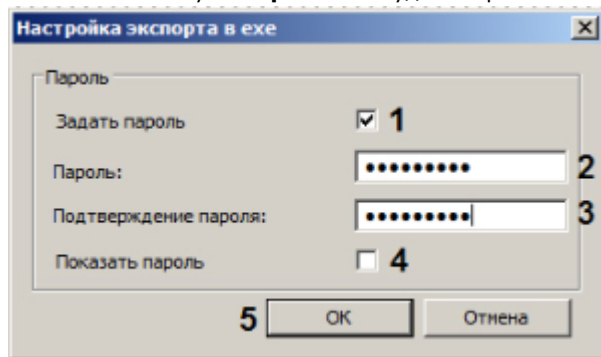 Настройка экспорта в exe
Пароль
Задать пароль 1
Пароль: ●●●●●●●●● 2
Подтверждение пароля: ●●●●●●●●● 3
Показать пароль 4
5 OK Отмена